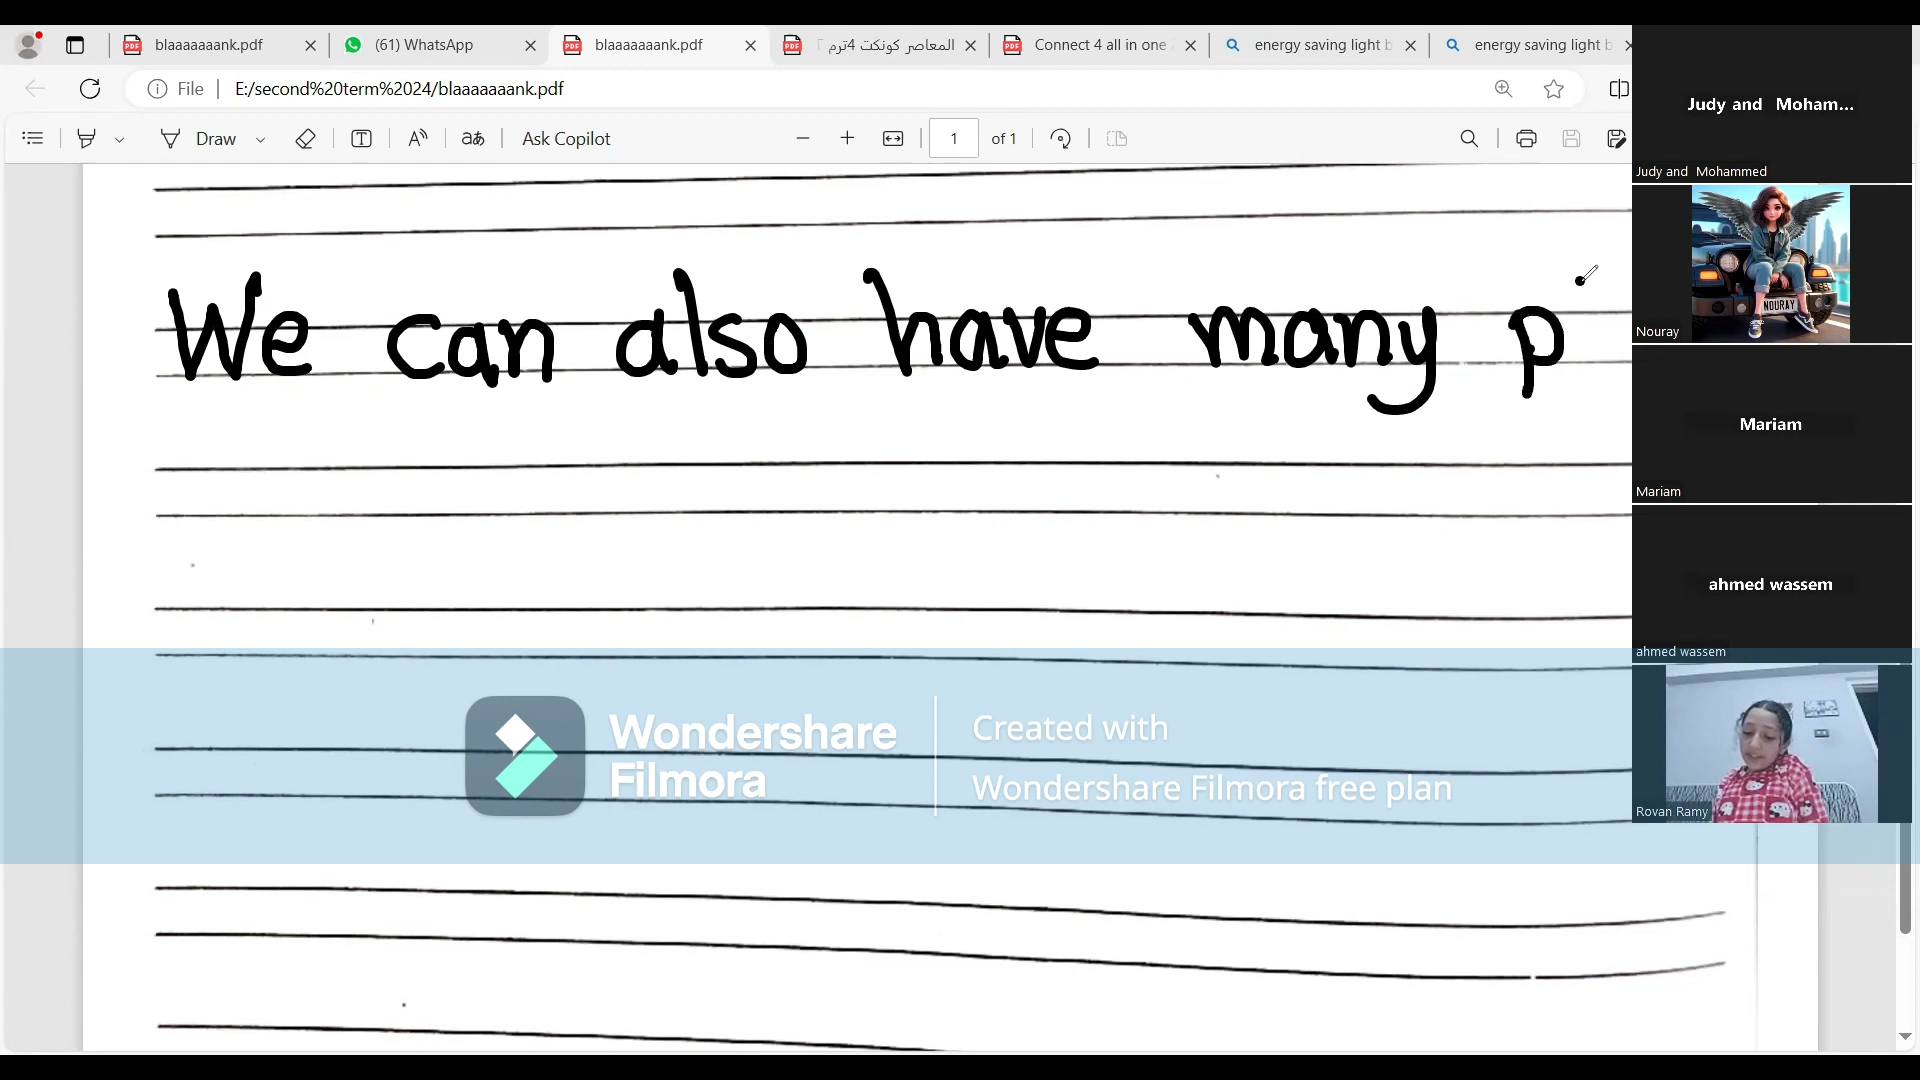 blaaaaaaank.pdf
(61) WhatsApp
blaaaaaaank.pdf
المعاصر كونكت 4ترم ٢
Connect 4 all in one
energy saving light b
energy saving light b
File
E:/second%20term%2024/blaaaaaaank.pdf
Draw
Ask Copilot
1
of 1
We can also have many p
Judy and Moham...
Judy and Mohammed
NOURAY
Nouray
Mariam
Mariam
ahmed wassem
ahmed wassem
Rovan Ramy
Wondershare
Filmora
Created with
Wondershare Filmora free plan